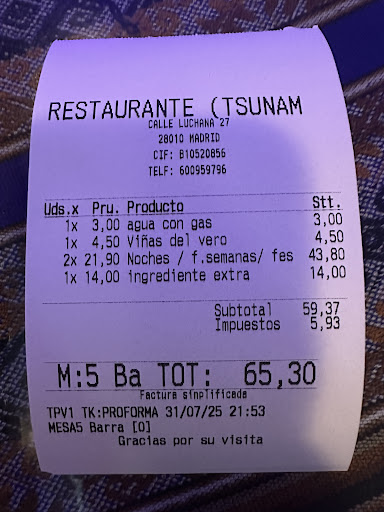 RESTAURANTE (TSUNAM
CALLE LUCHANA 27
28010 MADRID
CIF: B10520856
TELF: 600959796
Uds.x Pru. Producto Stt.
1x 3,00 agua con gas 3,00
1x 4,50 Viñas del vero 4,50
2x 21,90 Noches / f.semanas/ fes 43,80
1x 14,00 ingrediente extra 14,00
Subtotal 59,37
Impuestos 5,93
M:5 Ba TOT: 65,30
Factura simplificada
TPV1 TK:PROFORMA 31/07/25 21:53
MESA5 Barra [0]
Gracias por su visita